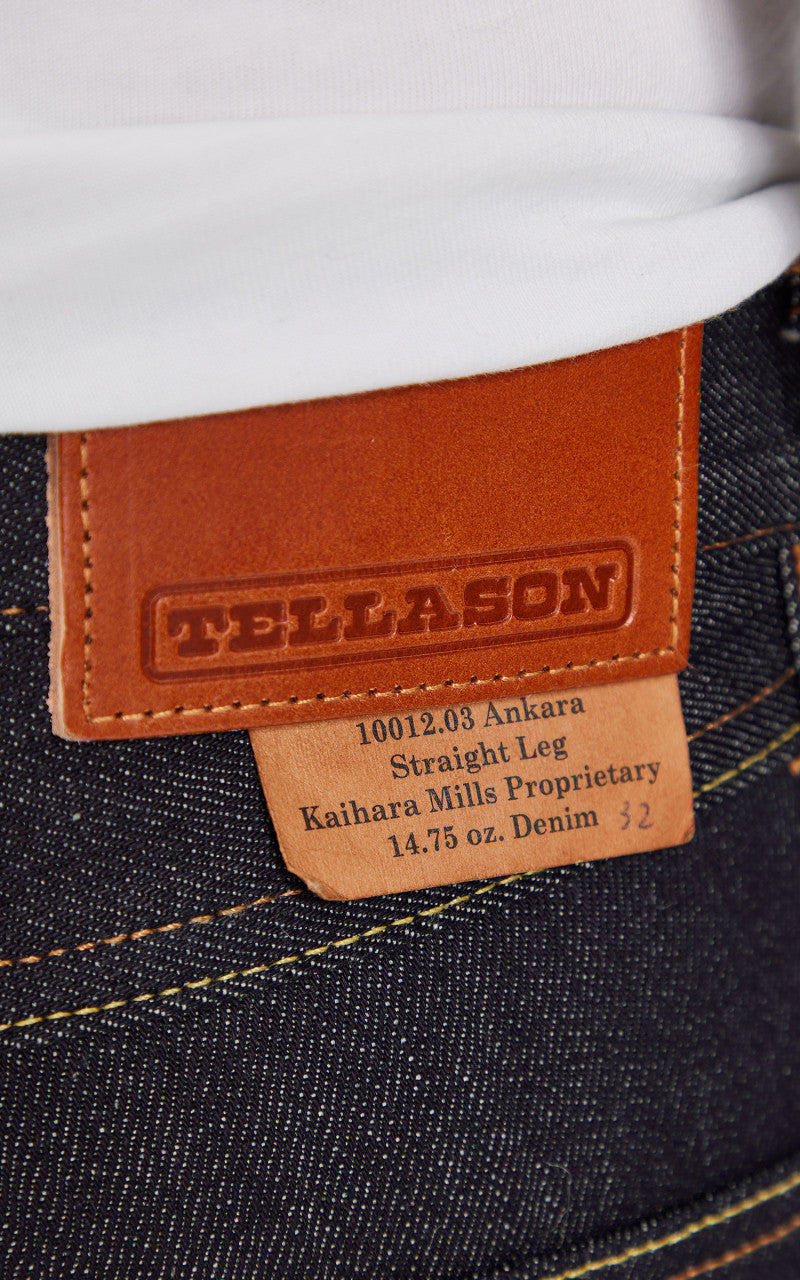 TELLASON
10012.03 Ankara
Straight Leg
Kaihara Mills Proprietary
14.75 oz. Denim 32